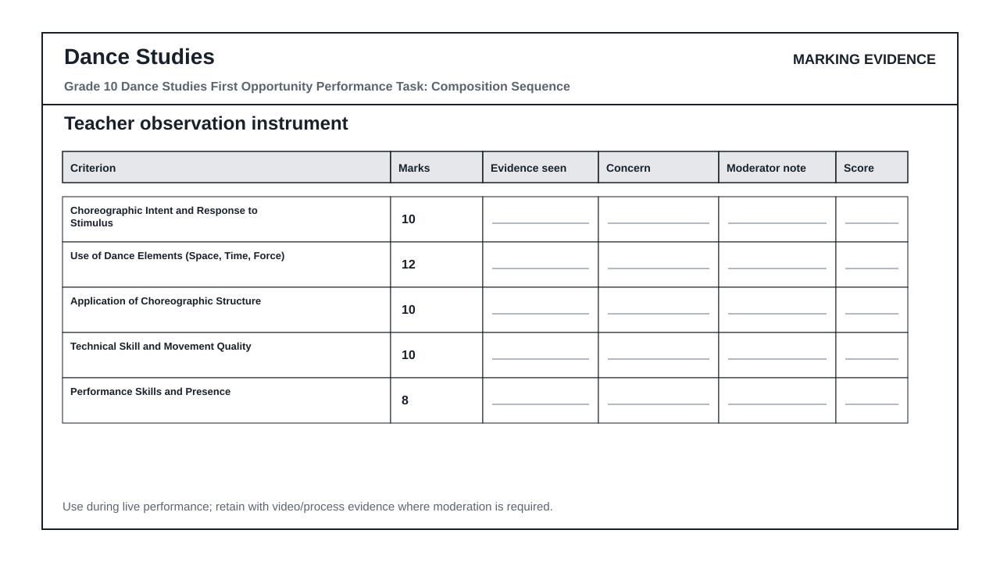 Dance Studies
MARKING EVIDENCE
Grade 10 Dance Studies First Opportunity Performance Task: Composition Sequence
Teacher observation instrument
Criterion Marks Evidence seen Concern Moderator note Score
Choreographic Intent and Response to
Stimulus
10
Use of Dance Elements (Space, Time, Force)
12
Application of Choreographic Structure
10
Technical Skill and Movement Quality
10
Performance Skills and Presence
8
Use during live performance; retain with video/process evidence where moderation is required.